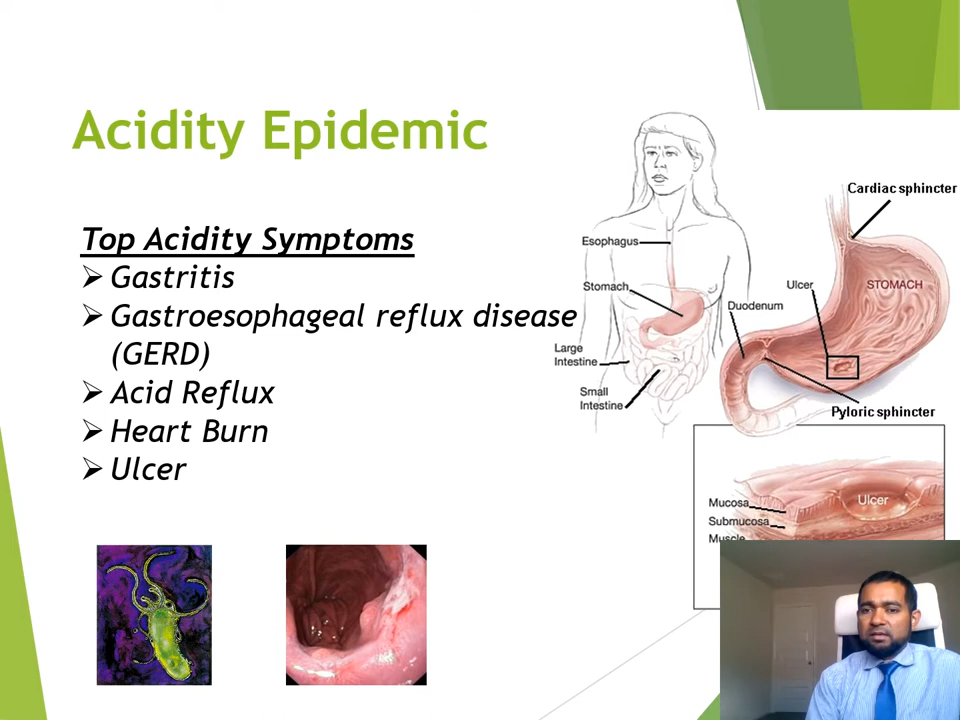 Acidity Epidemic
Top Acidity Symptoms
Gastritis
Gastroesophageal reflux disease
(GERD)
Acid Reflux
Heart Burn
Ulcer
Cardiac sphincter
Esophagus
Stomach
Ulcer
STOMACH
Duodenum
Large
Intestine
Small
Intestine
Pyloric sphincter
Mucosa
Ulcer
Submucosa
Muscle